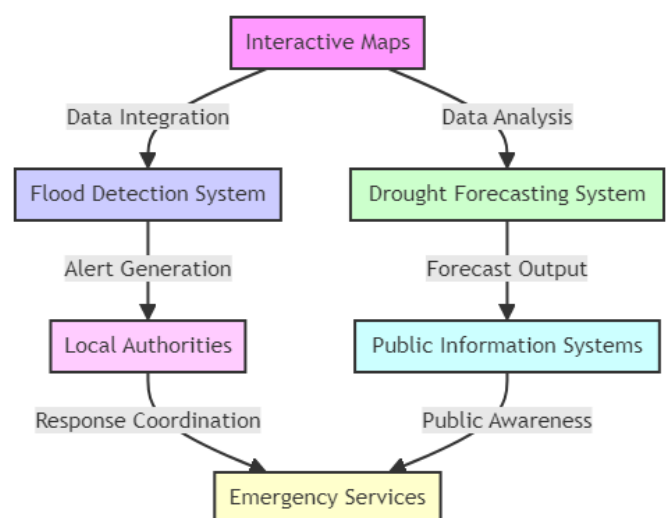 Interactive Maps
Data Integration
Data Analysis
Flood Detection System
Drought Forecasting System
Alert Generation
Forecast Output
Local Authorities
Public Information Systems
Response Coordination
Public Awareness
Emergency Services